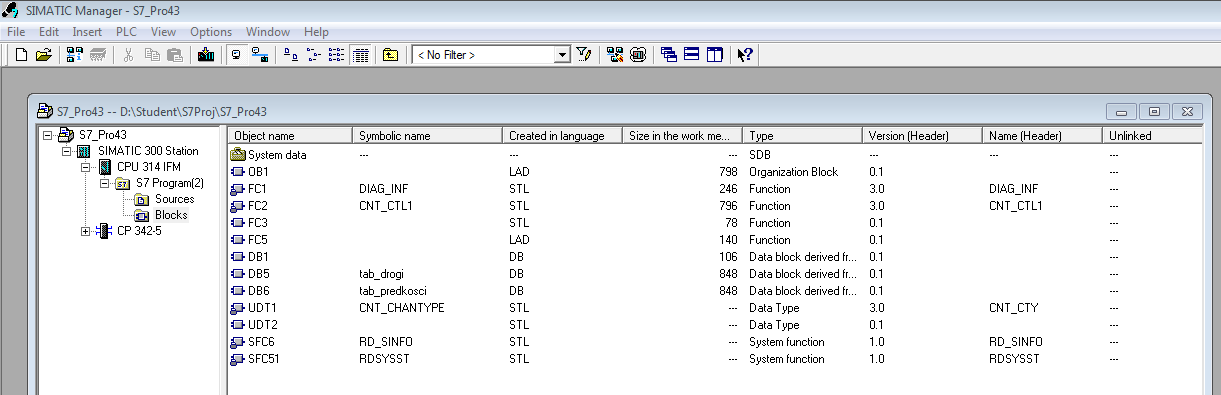 SIMATIC Manager - S7_Pro43
File Edit Insert PLC View Options Window Help
< No Filter >
S7_Pro43 -- D:\Student\S7Proj\S7_Pro43
S7_Pro43
SIMATIC 300 Station
CPU 314 IFM
S7 Program(2)
Sources
Blocks
CP 342-5
Object name Symbolic name Created in language Size in the work me... Type Version (Header) Name (Header) Unlinked
System data --- --- --- SDB --- --- ---
OB1 LAD 798 Organization Block 0.1 ---
FC1 DIAG_INF STL 246 Function 3.0 DIAG_INF ---
FC2 CNT_CTL1 STL 796 Function 3.0 CNT_CTL1 ---
FC3 STL 78 Function 0.1 ---
FC5 LAD 140 Function 0.1 ---
DB1 DB 106 Data block derived fr... 0.1 ---
DB5 tab_drogi DB 848 Data block derived fr... 0.1 ---
DB6 tab_predkosci DB 848 Data block derived fr... 0.1 ---
UDT1 CNT_CHANTYPE STL --- Data Type 3.0 CNT_CTY ---
UDT2 STL --- Data Type 0.1 ---
SFC6 RD_SINFO STL --- System function 1.0 RD_SINFO ---
SFC51 RDSYSST STL --- System function 1.0 RDSYSST ---